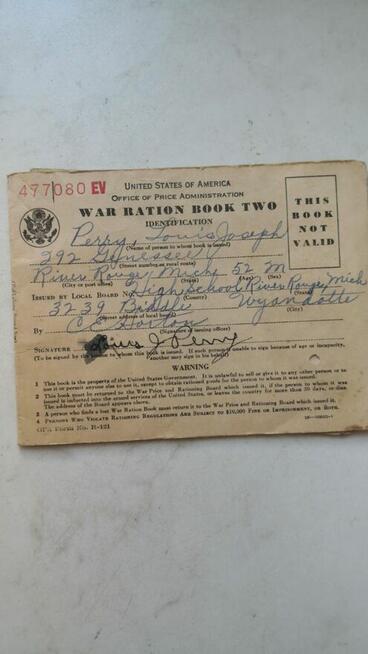 477080 EV
UNITED STATES OF AMERICA
OFFICE OF PRICE ADMINISTRATION
WAR RATION BOOK TWO
IDENTIFICATION
THIS
BOOK
NOT
VALID
Perry, Louis Joseph
(Name of person to whom book is issued)
392 Genessee
(Street number or rural route)
River Rouge Mich 52 M
(City or post office) (State) (Age) (Sex)
ISSUED BY LOCAL BOARD NO. High School River Rouge, Mich
(County) (State)
3239 Wyandotte
(Street address of local board) (City)
By C E Horton
(Signature of issuing officer)
SIGNATURE Louis J Perry
(To be signed by the person to whom this book is issued. If such person is unable to sign because of age or incapacity, another may sign in his behalf)
WARNING
1 This book is the property of the United States Government. It is unlawful to sell or give it to any other person or to
use it or permit anyone else to use it, except to obtain rationed goods for the person to whom it was issued.
2 This book must be returned to the War Price and Rationing Board which issued it, if the person to whom it was
issued is inducted into the armed services of the United States, or leaves the country for more than 30 days, or dies.
The address of the Board appears above.
3 A person who finds a lost War Ration Book must return it to the War Price and Rationing Board which issued it.
4 PERSONS WHO VIOLATE RATIONING REGULATIONS ARE SUBJECT TO $10,000 FINE OR IMPRISONMENT, OR BOTH.
OPA Form No. R-121